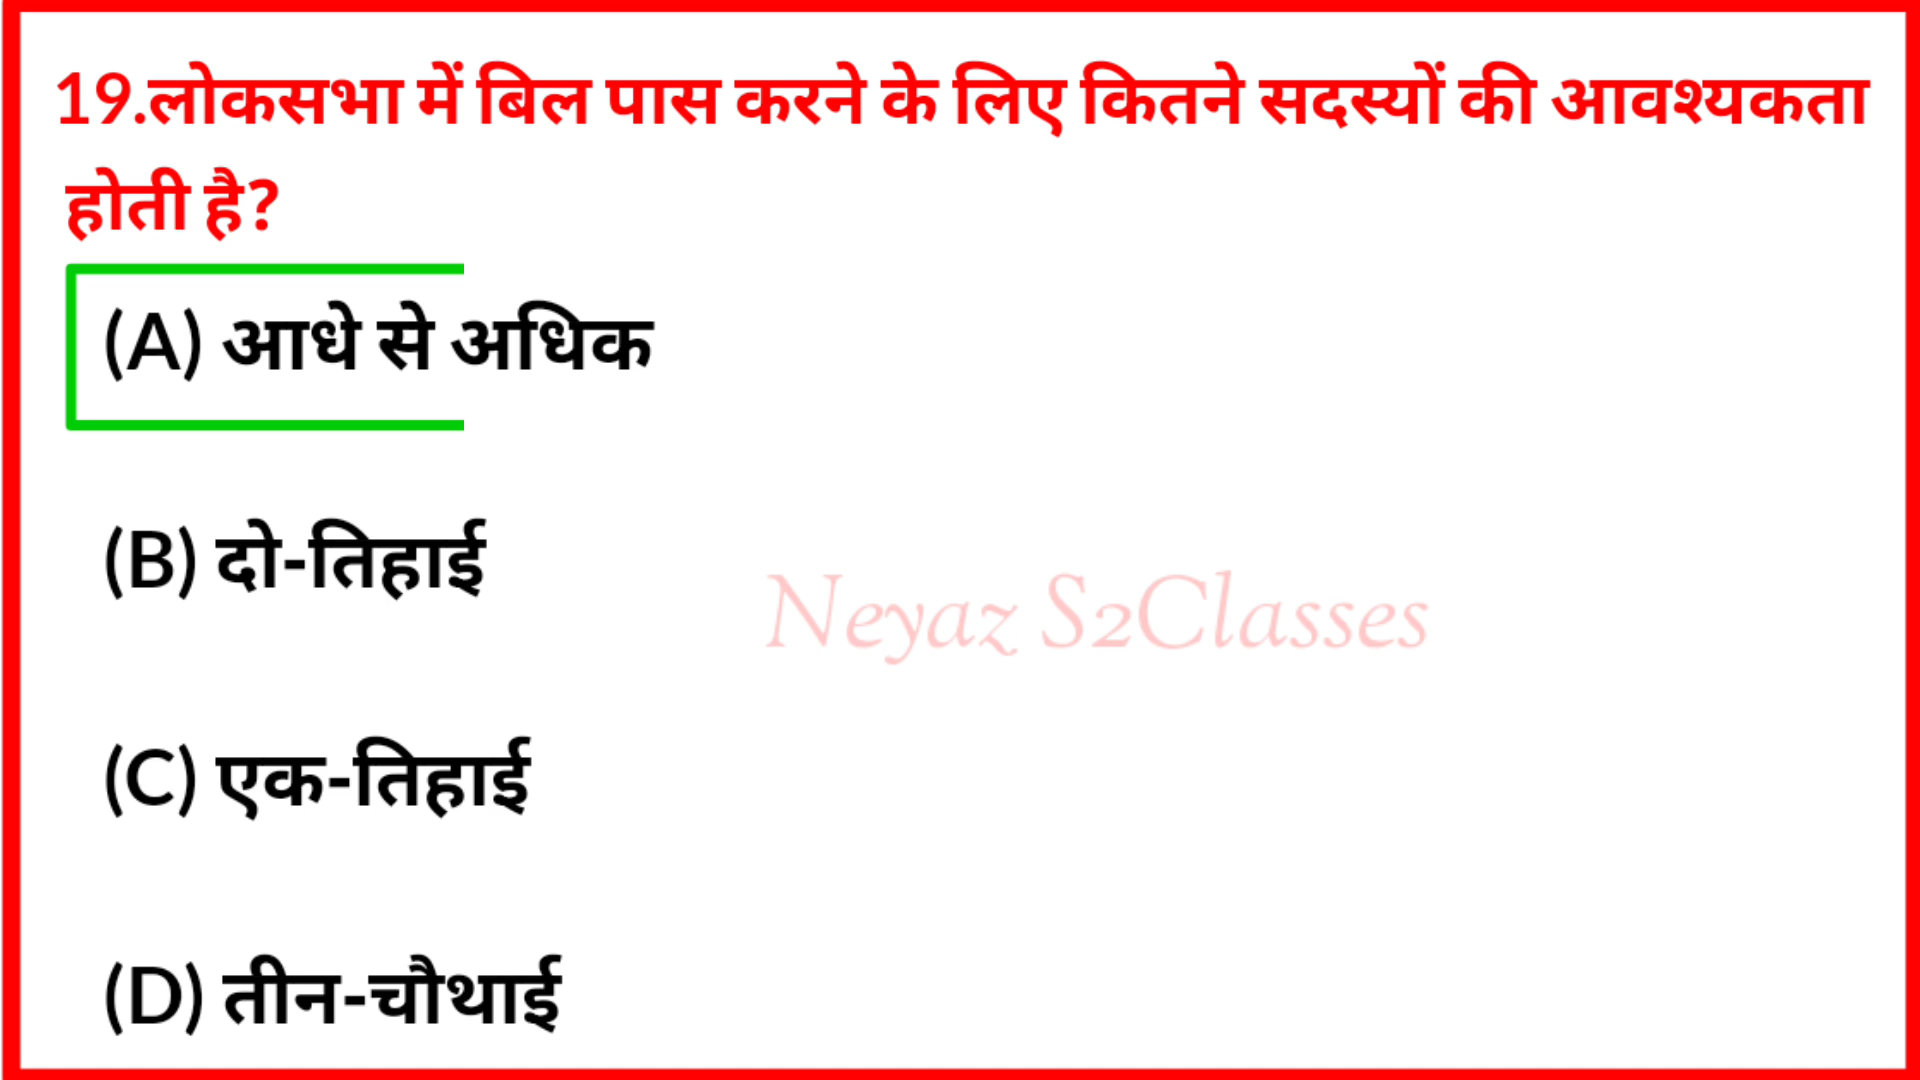 19.लोकसभा में बिल पास करने के लिए कितने सदस्यों की आवश्यकता
होती है?
(A) आधे से अधिक
(B) दो-तिहाई
Neyaz S2Classes
(C) एक-तिहाई
(D) तीन-चौथाई